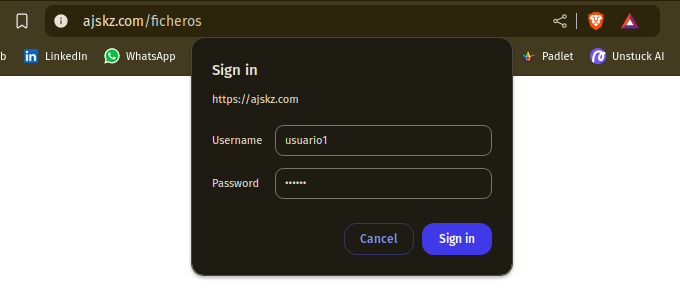 ajskz.com/ficheros
b LinkedIn WhatsApp Padlet Unstuck AI
Sign in
https://ajskz.com
Username usuario1
Password ••••••
Cancel Sign in